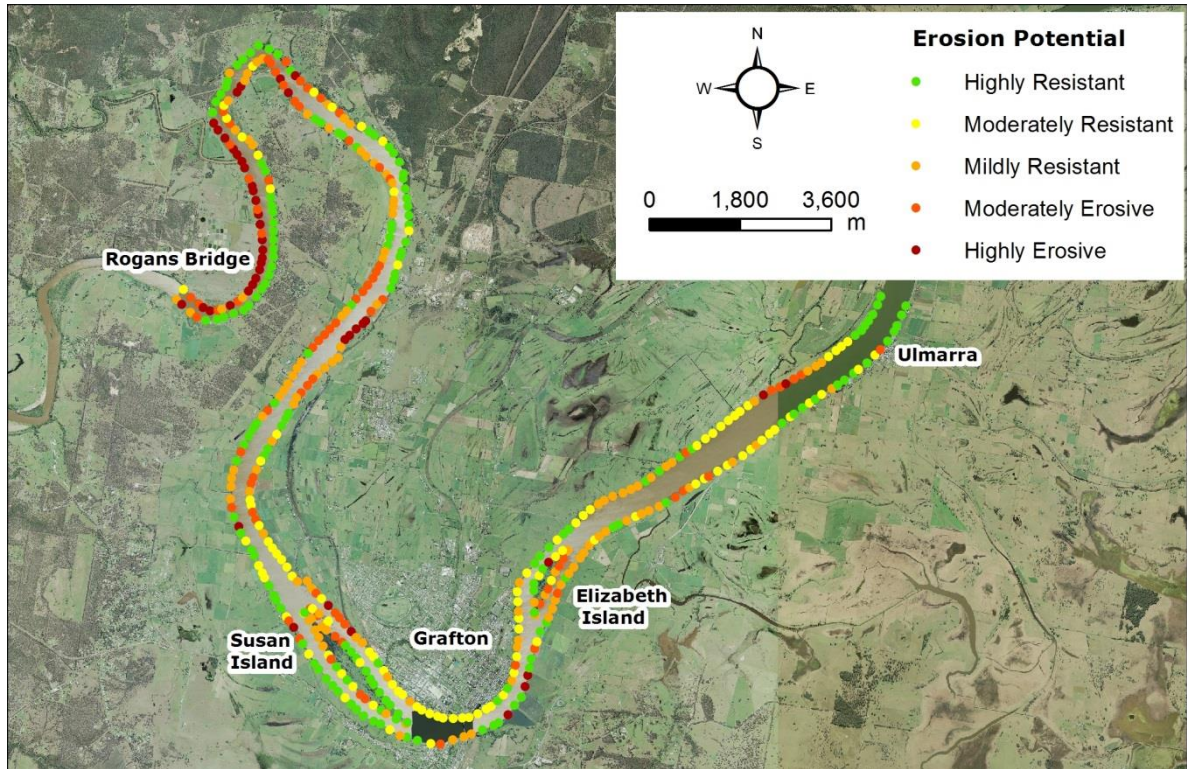 Erosion Potential
N
W
E
S
Highly Resistant
Moderately Resistant
Mildly Resistant
Moderately Erosive
Highly Erosive
0 1,800 3,600
m
Rogans Bridge
Ulmarra
Elizabeth
Island
Grafton
Susan
Island